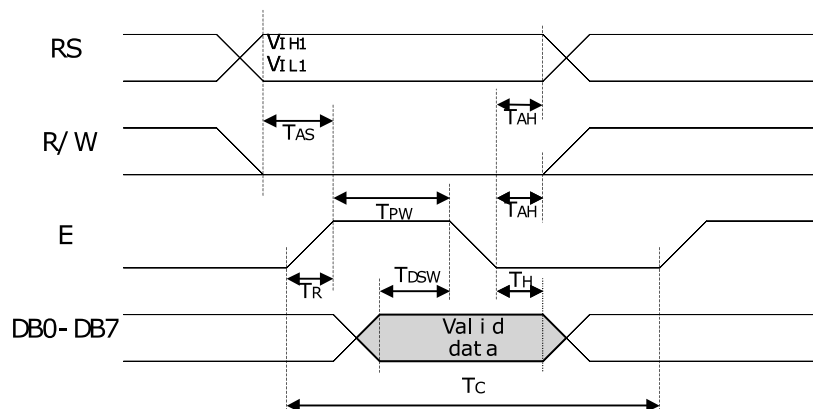 RS
VIH1
VIL1
TAS
TAH
R/W
TPW
TAH
E
TR
TDSW
TH
DB0-DB7
Valid
data
TC